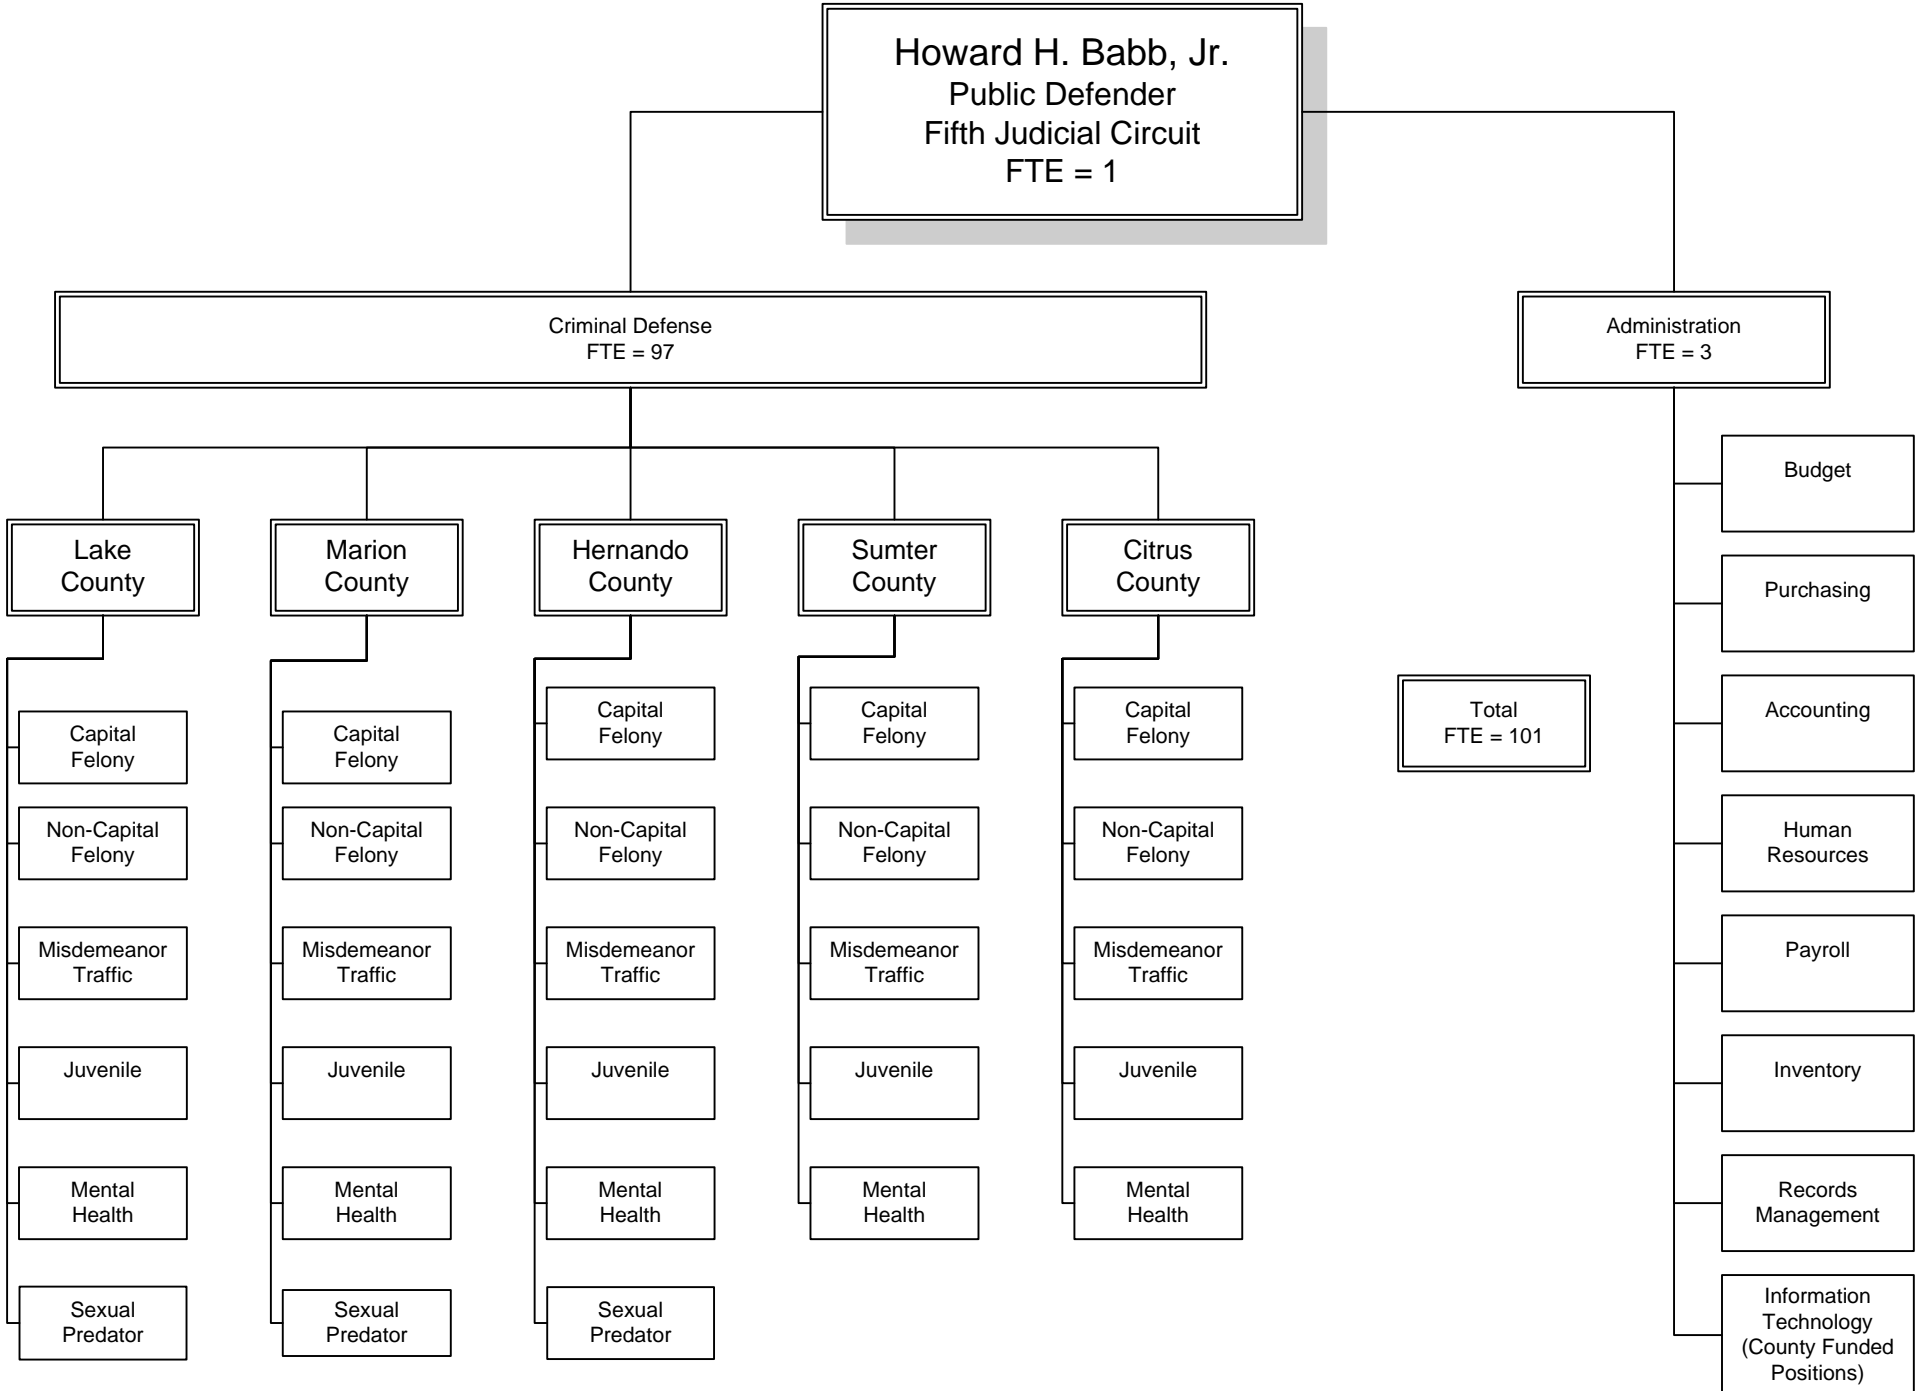 Howard H. Babb, Jr.
Public Defender
Fifth Judicial Circuit
FTE = 1
Criminal Defense
FTE = 97
Administration
FTE = 3
Lake
County
Capital
Felony
Non-Capital
Felony
Misdemeanor
Traffic
Juvenile
Mental
Health
Sexual
Predator
Marion
County
Capital
Felony
Non-Capital
Felony
Misdemeanor
Traffic
Juvenile
Mental
Health
Sexual
Predator
Hernando
County
Capital
Felony
Non-Capital
Felony
Misdemeanor
Traffic
Juvenile
Mental
Health
Sexual
Predator
Sumter
County
Capital
Felony
Non-Capital
Felony
Misdemeanor
Traffic
Juvenile
Mental
Health
Citrus
County
Capital
Felony
Non-Capital
Felony
Misdemeanor
Traffic
Juvenile
Mental
Health
Total
FTE = 101
Budget
Purchasing
Accounting
Human
Resources
Payroll
Inventory
Records
Management
Information
Technology
(County Funded
Positions)